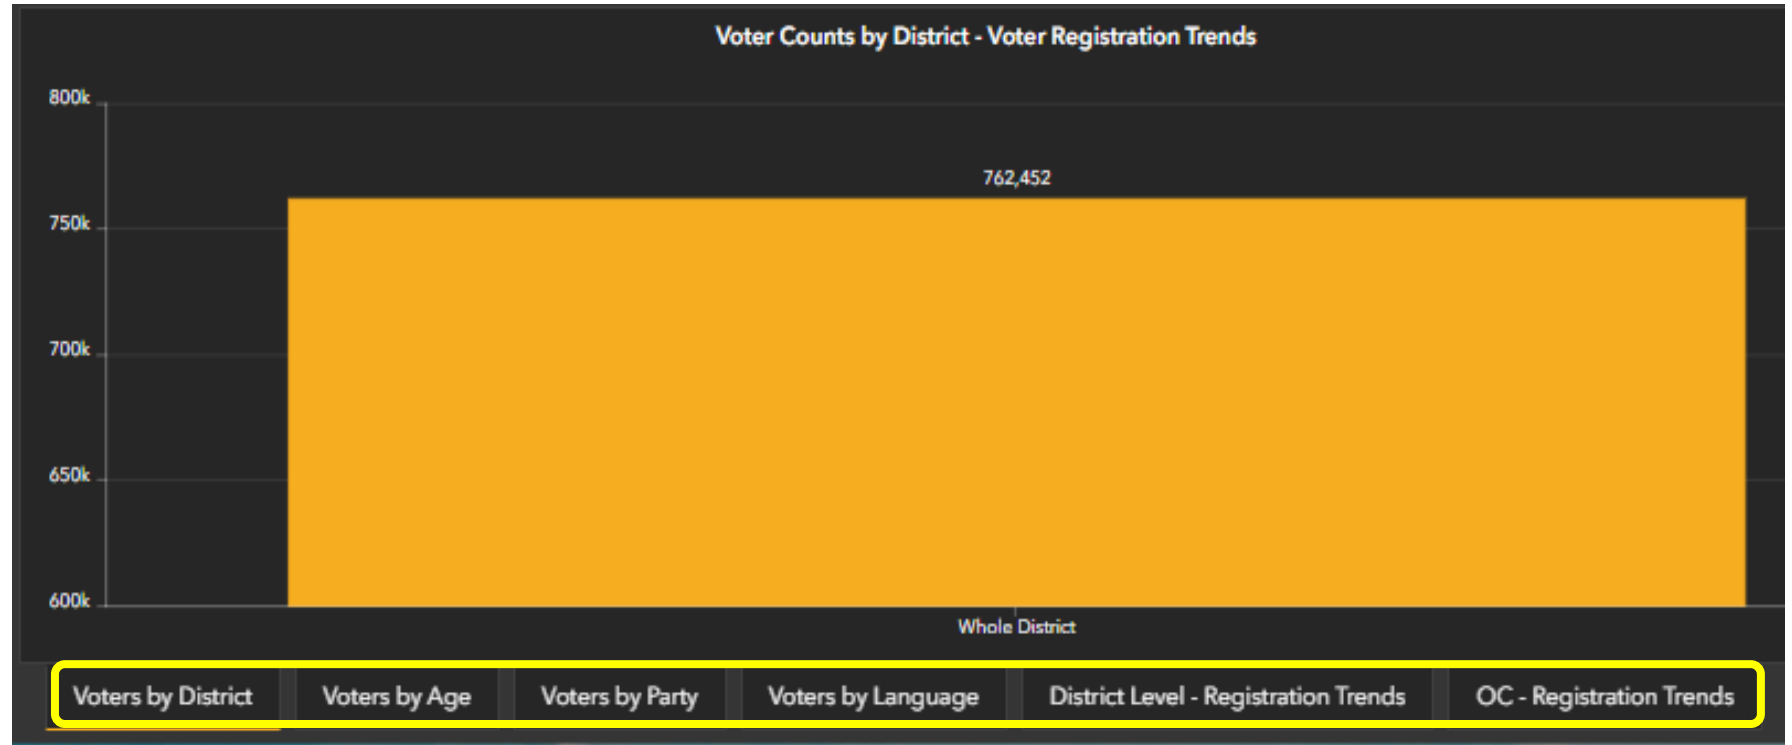 Voter Counts by District - Voter Registration Trends
800k
762,452
750k
700k
650k
600k
Whole District
Voters by District Voters by Age Voters by Party Voters by Language District Level - Registration Trends OC - Registration Trends